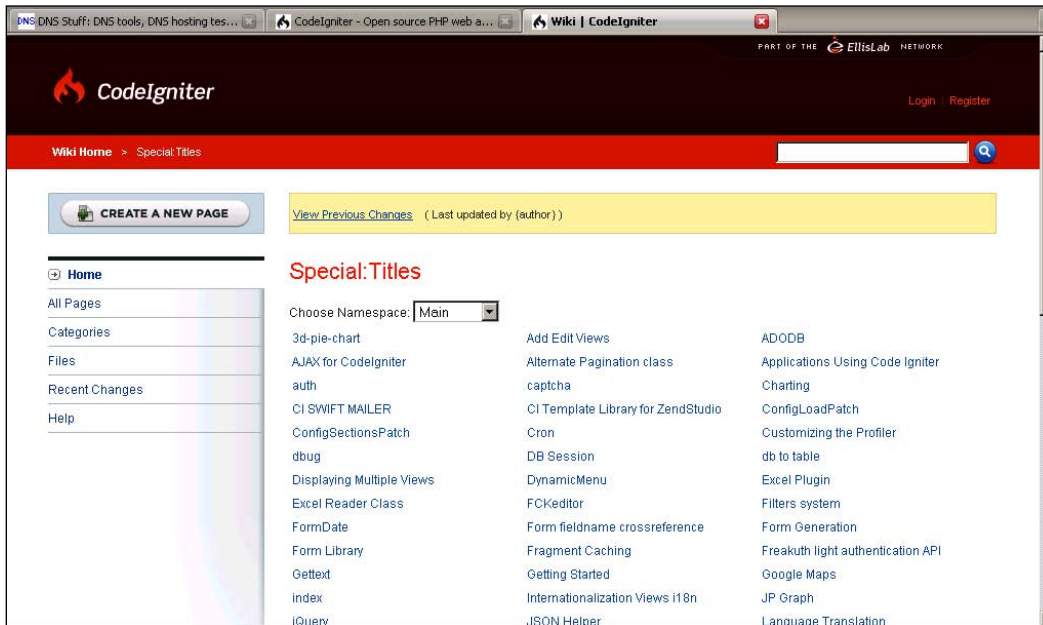 DNS DNS Stuff: DNS tools, DNS hosting tes... CodeIgniter - Open source PHP web a... Wiki | CodeIgniter
PART OF THE EllisLab NETWORK
CodeIgniter
Login | Register
Wiki Home > Special:Titles
CREATE A NEW PAGE
View Previous Changes ( Last updated by {author} )
Home
All Pages
Categories
Files
Recent Changes
Help
Special:Titles
Choose Namespace: Main
3d-pie-chart Add Edit Views ADODB
AJAX for CodeIgniter Alternate Pagination class Applications Using Code Igniter
auth captcha Charting
CI SWIFT MAILER CI Template Library for ZendStudio ConfigLoadPatch
ConfigSectionsPatch Cron Customizing the Profiler
dbug DB Session db to table
Displaying Multiple Views DynamicMenu Excel Plugin
Excel Reader Class FCKeditor Filters system
FormDate Form fieldname crossreference Form Generation
Form Library Fragment Caching Freakuth light authentication API
Gettext Getting Started Google Maps
index Internationalization Views i18n JP Graph
jQuery JSON Helper Language Translation